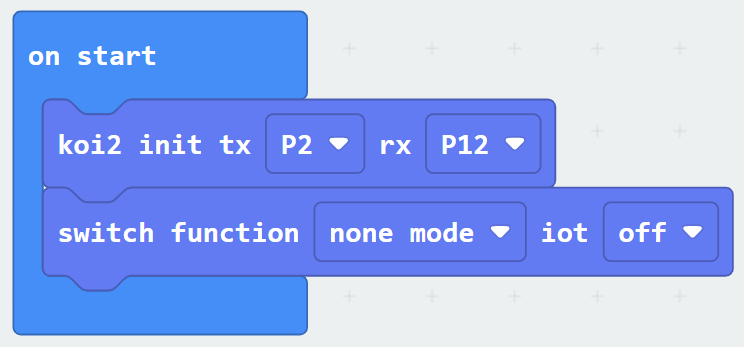 on start
koi2 init tx P2 rx P12
switch function none mode iot off